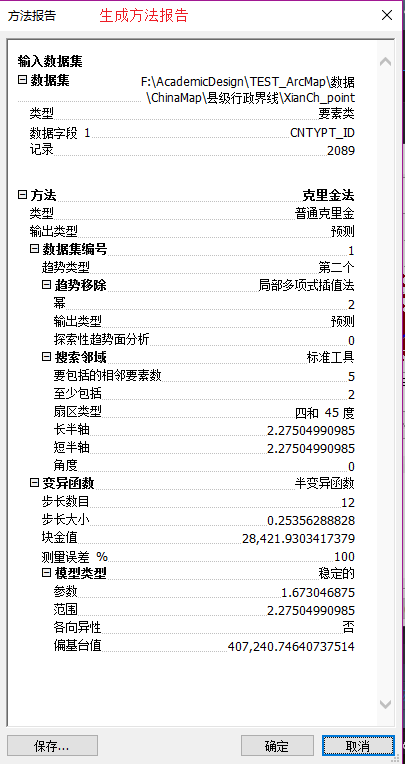 方法报告 生成方法报告
输入数据集
数据集 F:\AcademicDesign\TEST_ArcMap\数据
\ChinaMap\县级行政界线\XianCh_point
类型 要素类
数据字段 1 CNTYPT_ID
记录 2089
方法 克里金法
类型 普通克里金
输出类型 预测
数据集编号 1
趋势类型 第二个
趋势移除 局部多项式插值法
幂 2
输出类型 预测
探索性趋势面分析 0
搜索邻域 标准工具
要包括的相邻要素数 5
至少包括 2
扇区类型 四和 45 度
长半轴 2.27504990985
短半轴 2.27504990985
角度 0
变异函数 半变异函数
步长数目 12
步长大小 0.25356288828
块金值 28,421.9303417379
测量误差 % 100
模型类型 稳定的
参数 1.673046875
范围 2.27504990985
各向异性 否
偏基台值 407,240.74640737514
保存... 确定 取消